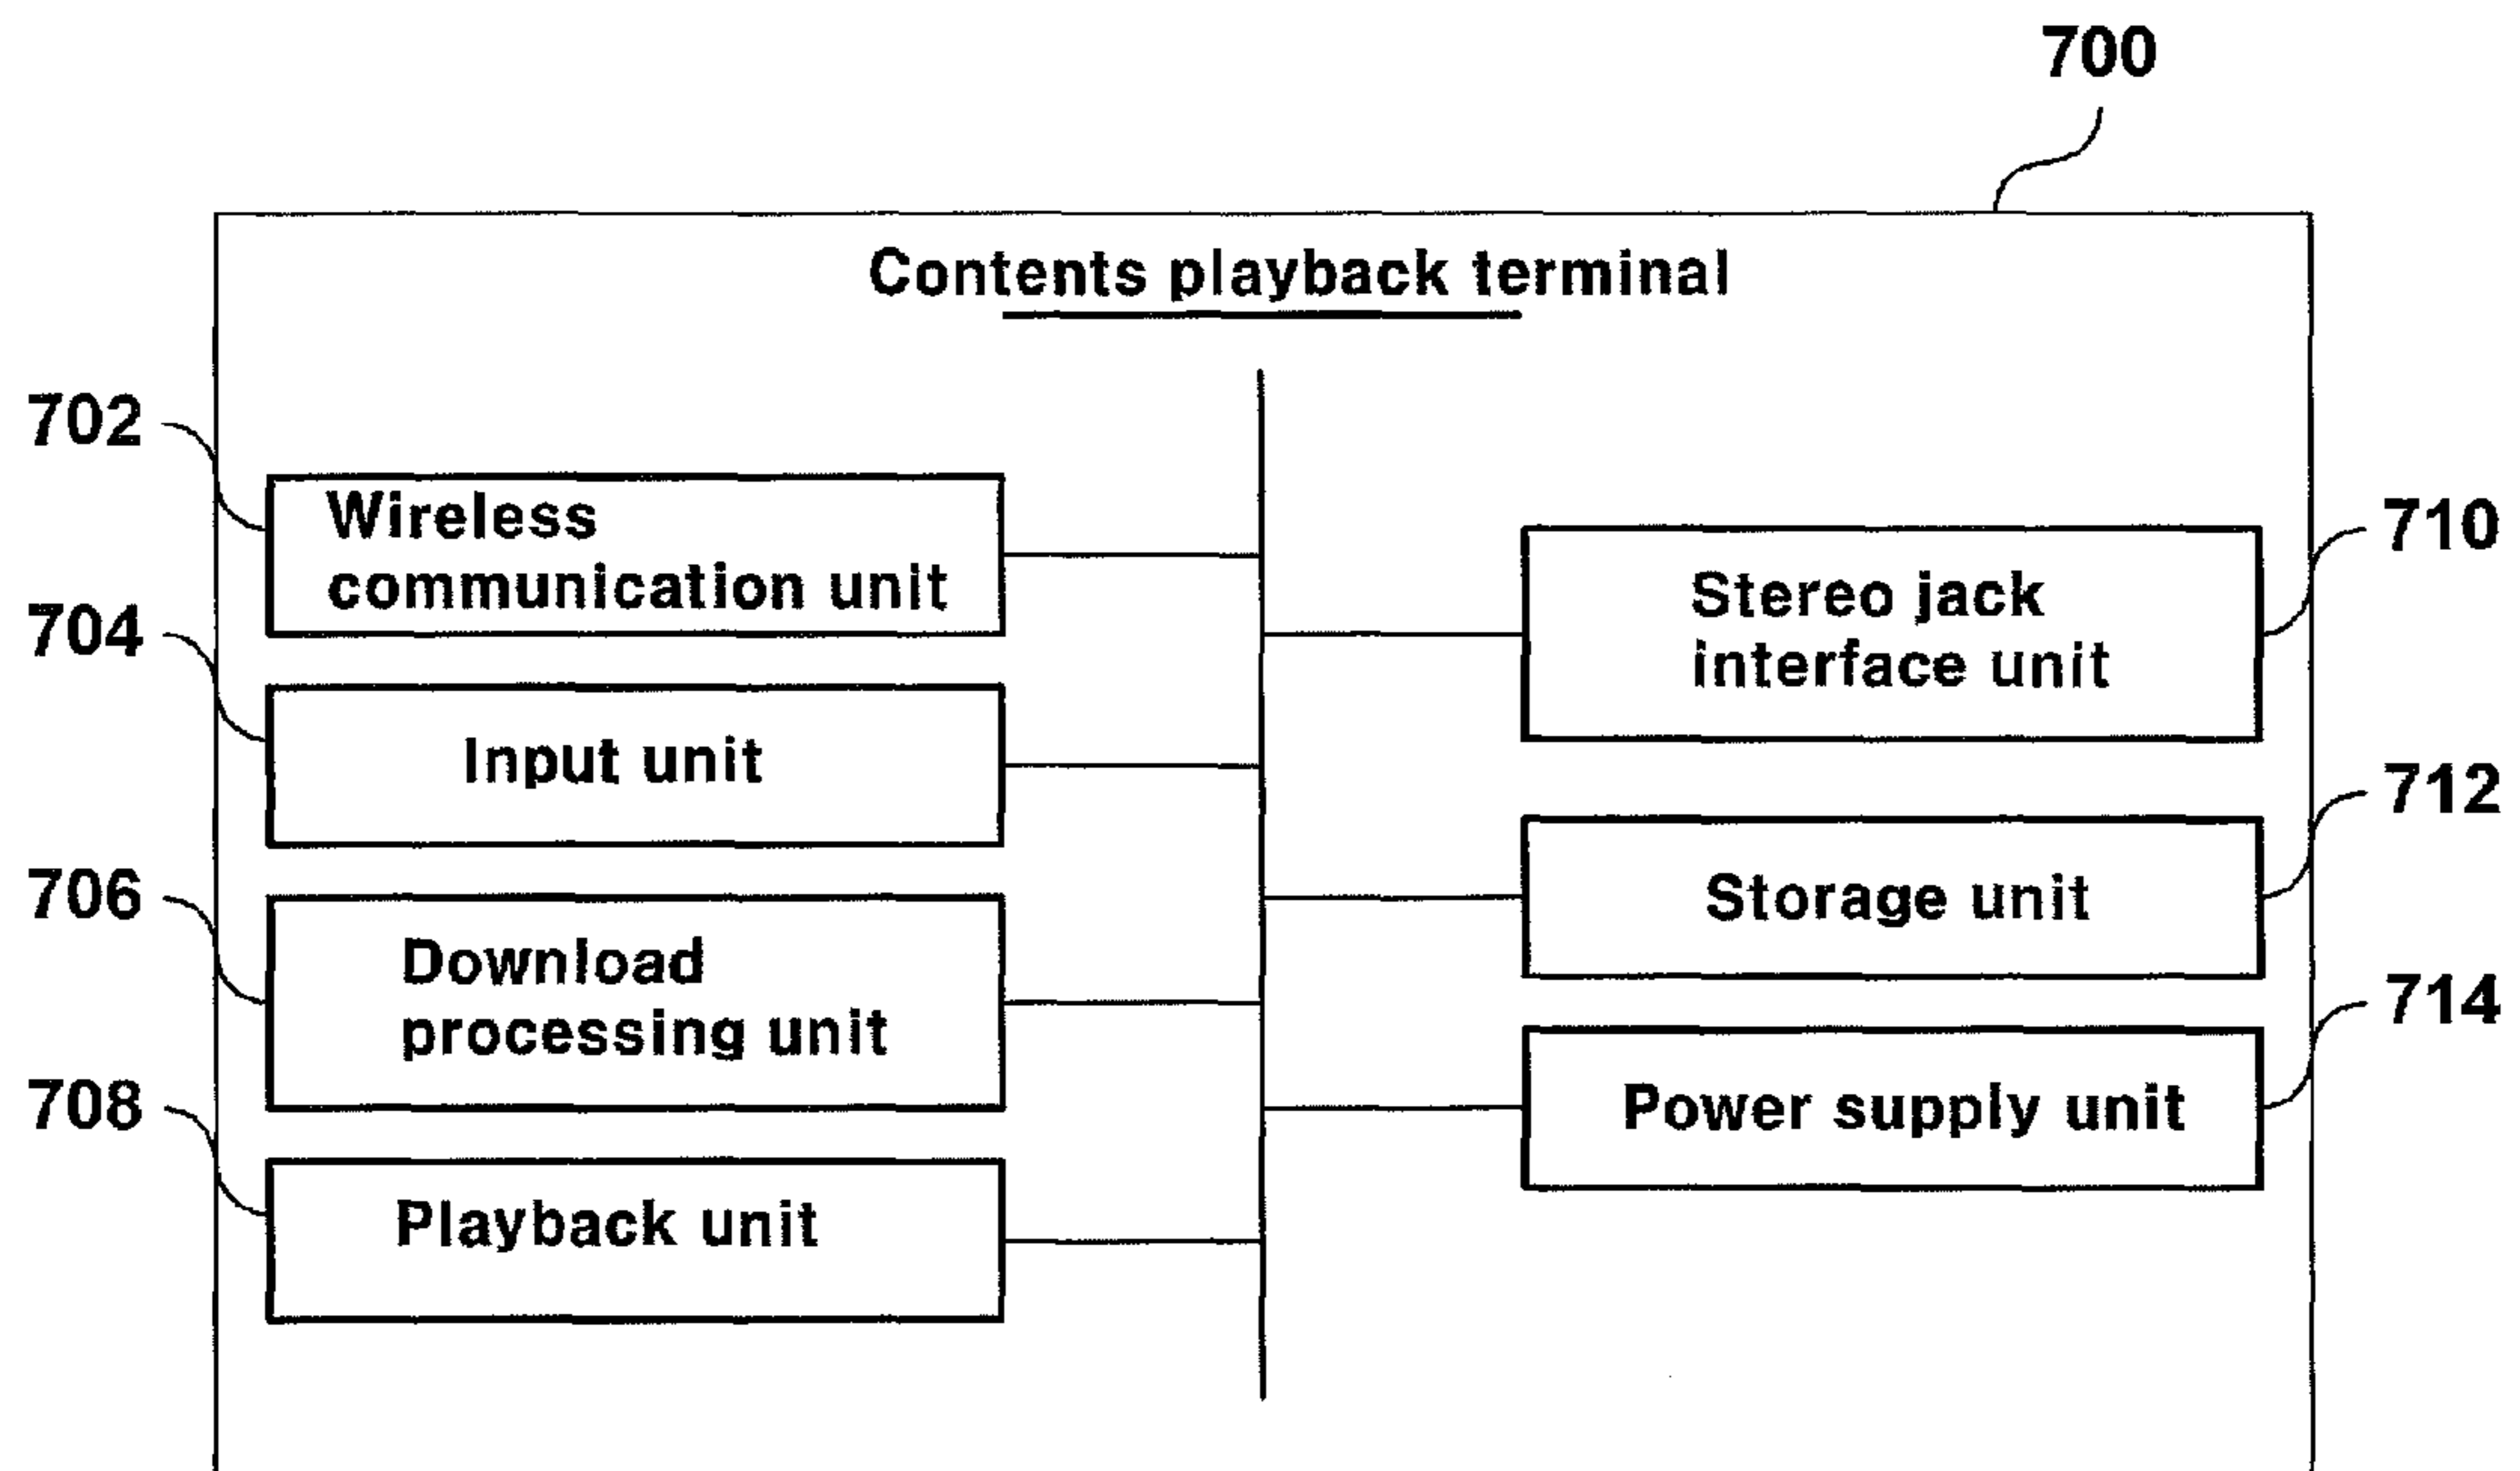 700
Contents playback terminal
702
Wireless
communication unit
704
Input unit
706
Download
processing unit
708
Playback unit
710
Stereo jack
interface unit
712
Storage unit
714
Power supply unit